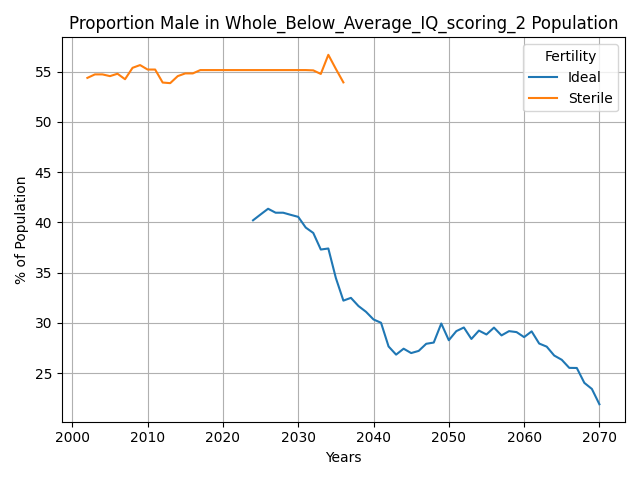 Proportion Male in Whole_Below_Average_IQ_scoring_2 Population
Fertility
Ideal
Sterile
% of Population
55
50
45
40
35
30
25
2000 2010 2020 2030 2040 2050 2060 2070
Years